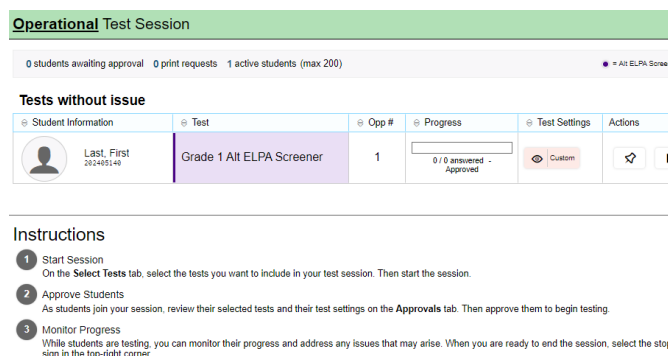 Operational Test Session
0 students awaiting approval 0 print requests 1 active students (max 200)
= Alt ELPA Scree
Tests without issue
Student Information Test Opp # Progress Test Settings Actions
Last, First
202405140
Grade 1 Alt ELPA Screener
1
0 / 0 answered -
Approved
Custom
Instructions
1 Start Session
On the Select Tests tab, select the tests you want to include in your test session. Then start the session.
2 Approve Students
As students join your session, review their selected tests and their test settings on the Approvals tab. Then approve them to begin testing.
3 Monitor Progress
While students are testing, you can monitor their progress and address any issues that may arise. When you are ready to end the session, select the sto
sign in the top-right corner